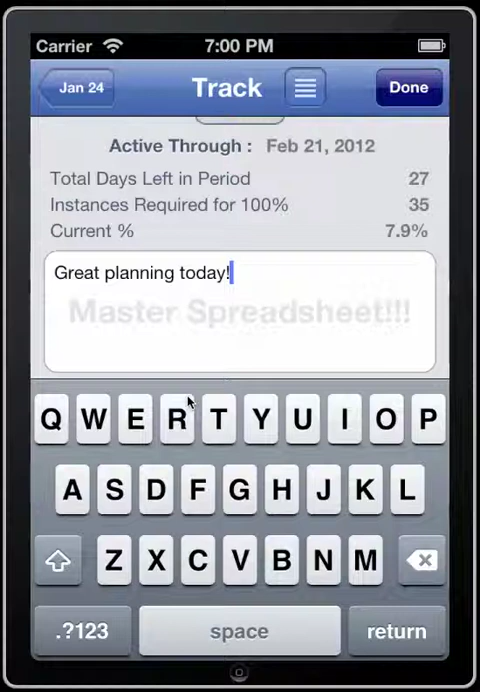 Carrier 7:00 PM
Jan 24 Track Done
Active Through : Feb 21, 2012
Total Days Left in Period 27
Instances Required for 100% 35
Current % 7.9%
Great planning today!
Master Spreadsheet!!!
Q W E R T Y U I O P
A S D F G H J K L
Z X C V B N M
.?123 space return